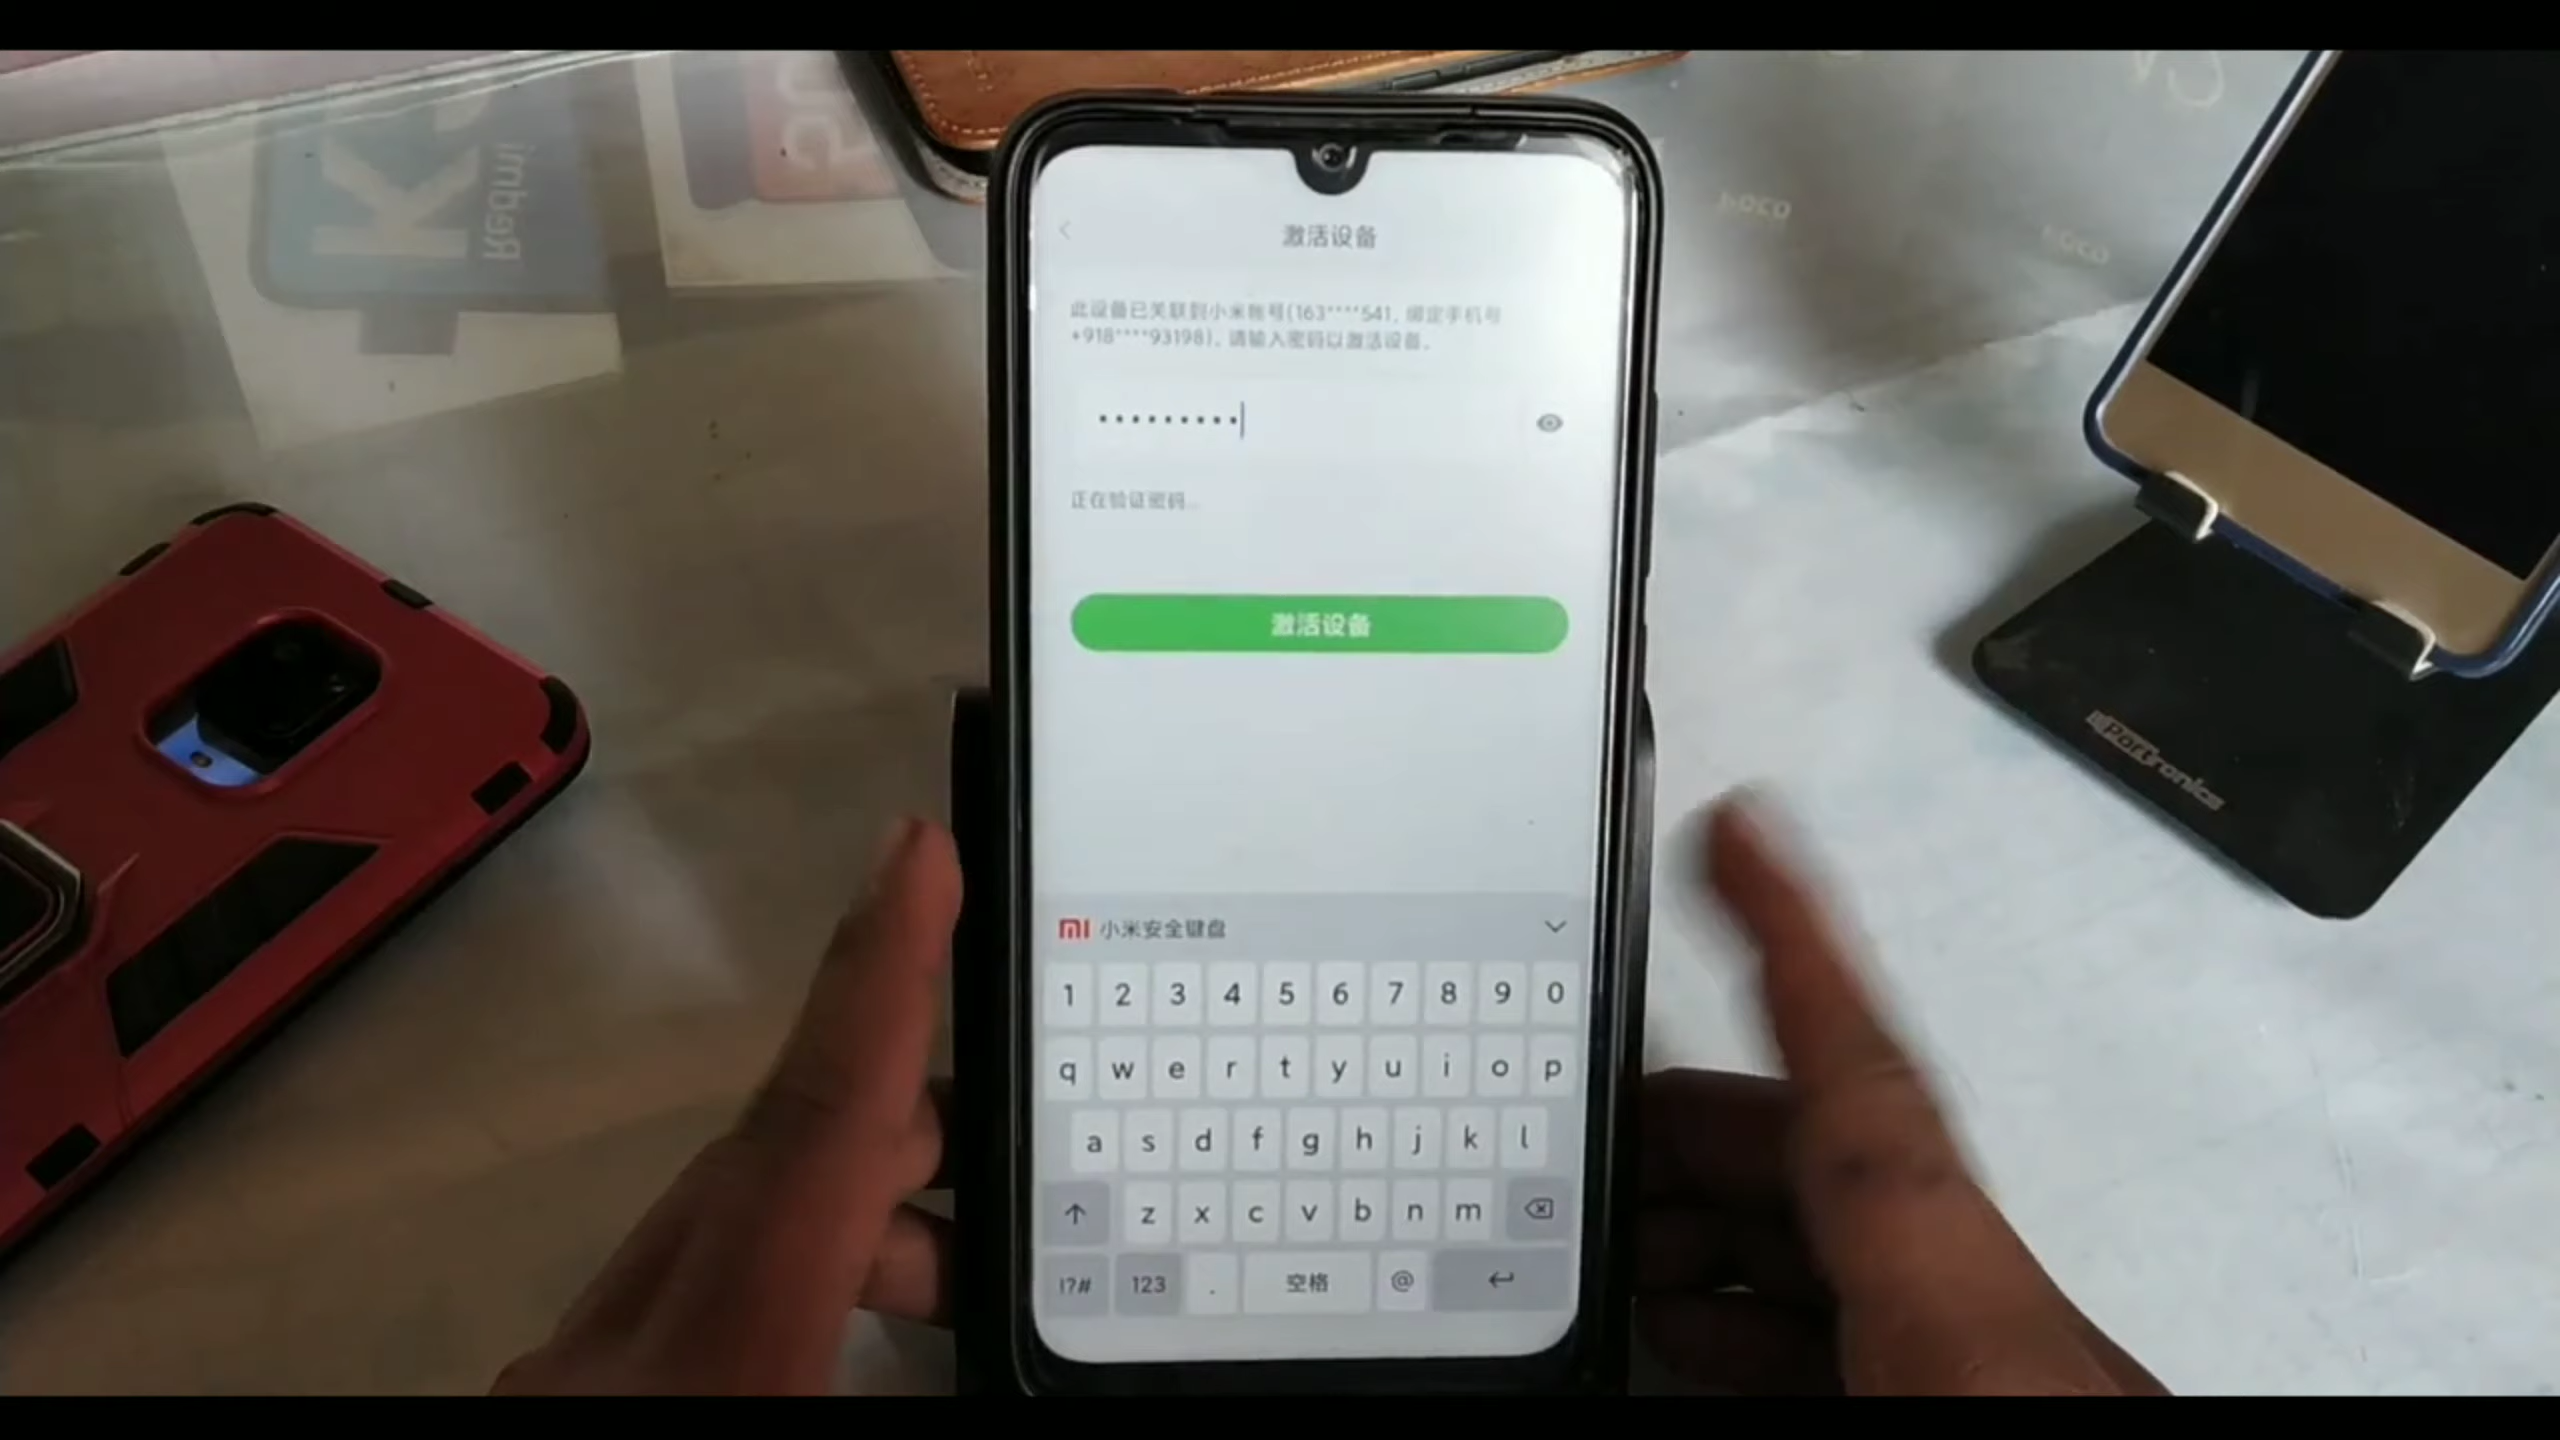 Redmi
K
poco
poco
激活设备
此设备已关联到小米帐号(163****541, 绑定手机号
+918****93198), 请输入密码以激活设备。
•••••••••
正在验证密码...
激活设备
Portronics
MI 小米安全键盘
1 2 3 4 5 6 7 8 9 0
q w e r t y u i o p
a s d f g h j k l
z x c v b n m
!?# 123 . 空格 @